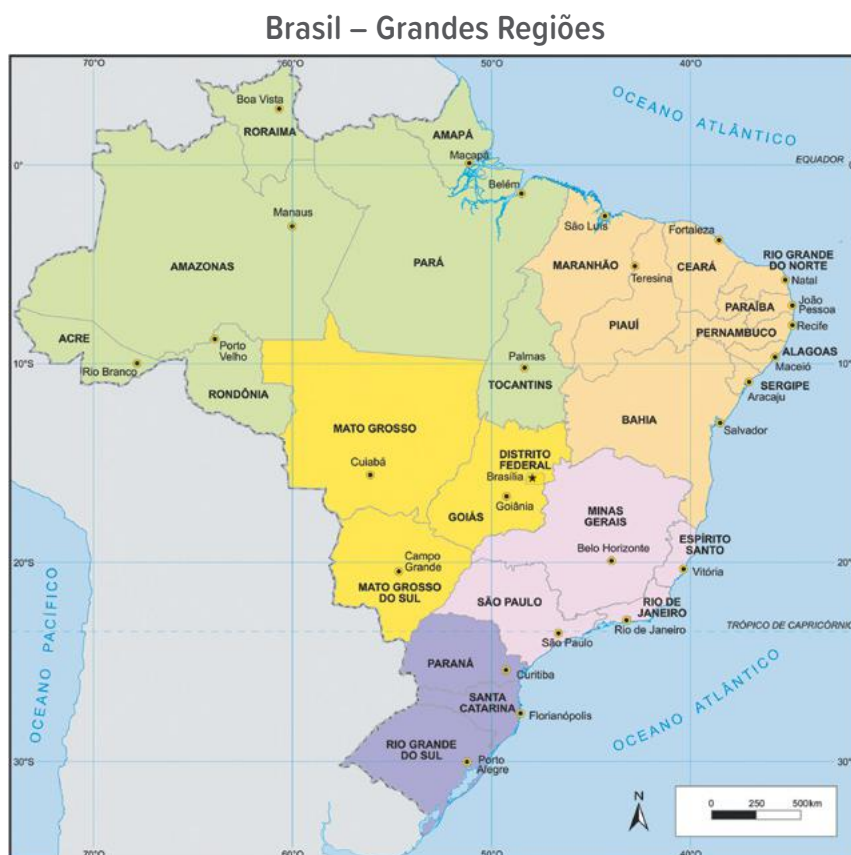 Brasil – Grandes Regiões
70°O
60°O
50°O
40°O
OCEANO ATLÂNTICO
Boa Vista
RORAIMA
AMAPÁ
Macapá
EQUADOR
0°
0°
Belém
São Luís
Fortaleza
Manaus
RIO GRANDE
DO NORTE
Natal
AMAZONAS
PARÁ
MARANHÃO
Teresina
CEARÁ
PARAÍBA
João
Pessoa
PIAUÍ
PERNAMBUCO
Recife
ACRE
Porto
Velho
Rio Branco
ALAGOAS
Maceió
10°S
10°S
Palmas
TOCANTINS
SERGIPE
Aracaju
RONDÔNIA
BAHIA
Salvador
MATO GROSSO
Cuiabá
DISTRITO
FEDERAL
Brasília
Goiânia
GOIÁS
MINAS
GERAIS
Belo Horizonte
ESPÍRITO
SANTO
Vitória
20°S
20°S
Campo
Grande
MATO GROSSO
DO SUL
SÃO PAULO
São Paulo
RIO DE
JANEIRO
Rio de Janeiro
TRÓPICO DE CAPRICÓRNIO
OCEANO PACÍFICO
PARANÁ
Curitiba
SANTA
CATARINA
Florianópolis
OCEANO ATLÂNTICO
RIO GRANDE
DO SUL
Porto
Alegre
30°S
30°S
N
0 250 500km
70°O
60°O
50°O
40°O